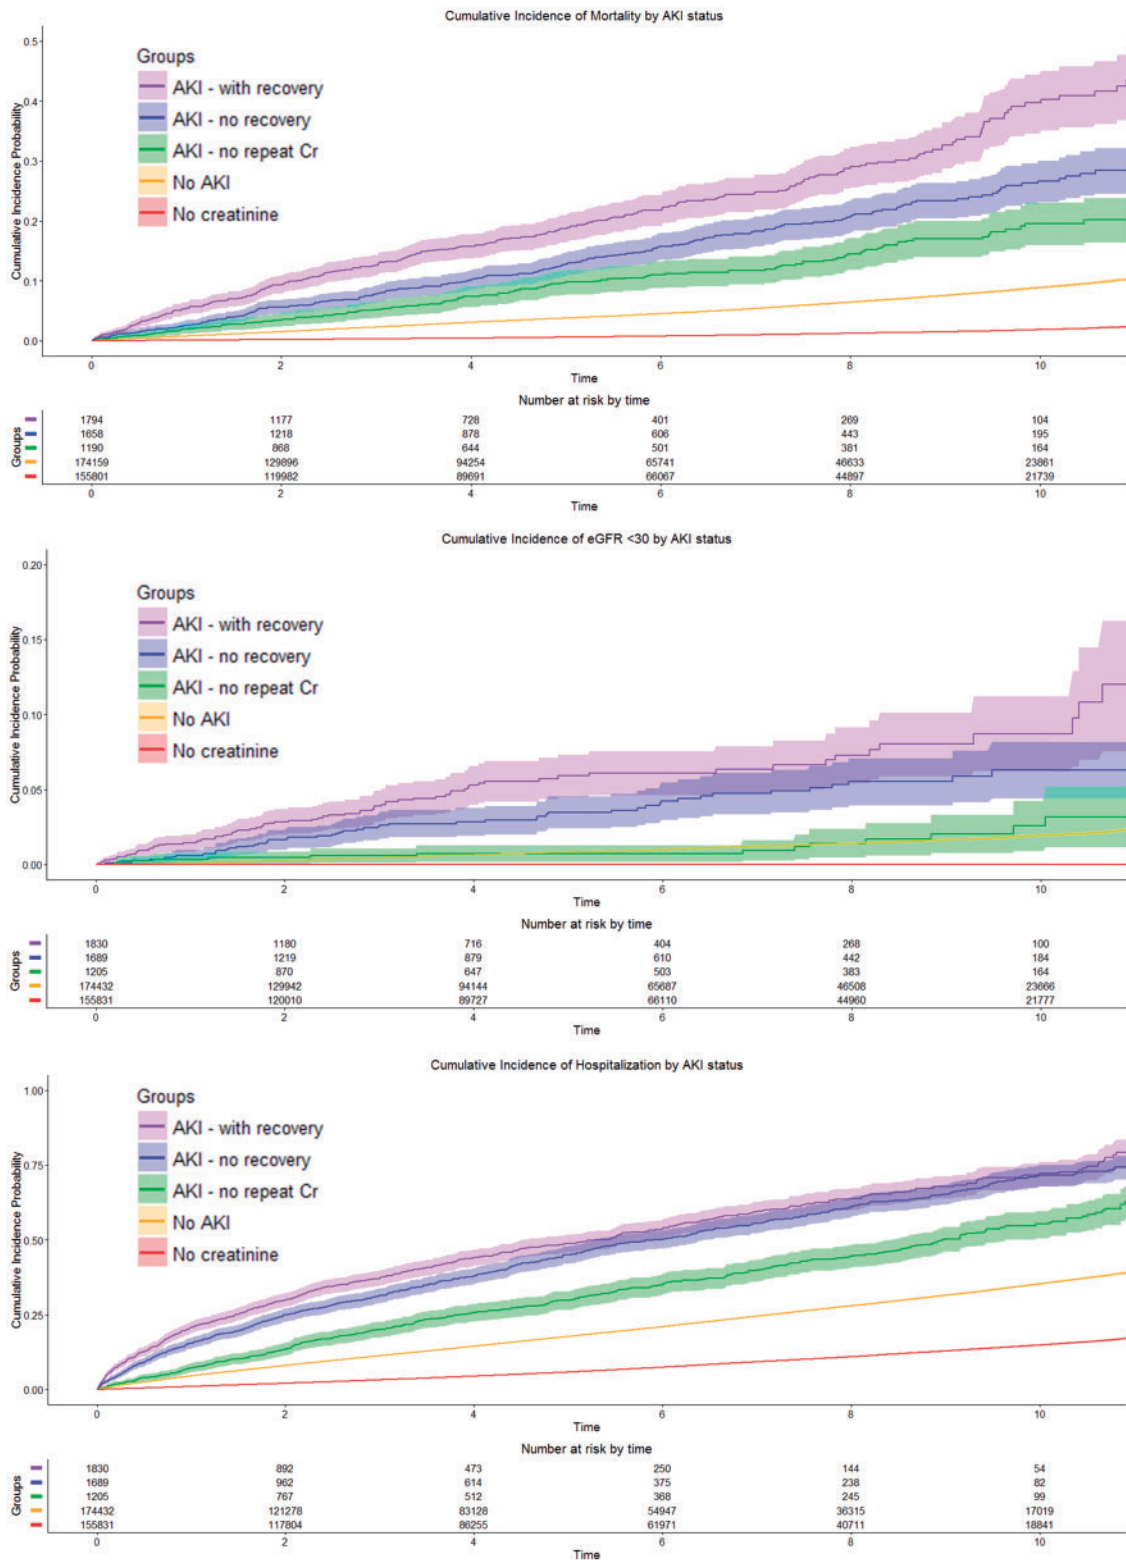 Cumulative Incidence of Mortality by AKI status
Cumulative Incidence Probability
0.5
0.4
0.3
0.2
0.1
0.0
Groups
AKI - with recovery
AKI - no recovery
AKI - no repeat Cr
No AKI
No creatinine
0 2 4 6 8 10
Time
Number at risk by time
Groups
1794 1177 728 401 269 104
1658 1218 878 606 443 195
1190 868 644 501 381 164
174159 129896 94254 65741 46633 23861
155801 119982 89691 66067 44897 21739
0 2 4 6 8 10
Time
Cumulative Incidence of eGFR <30 by AKI status
Cumulative Incidence Probability
0.20
0.15
0.10
0.05
0.00
Groups
AKI - with recovery
AKI - no recovery
AKI - no repeat Cr
No AKI
No creatinine
0 2 4 6 8 10
Time
Number at risk by time
Groups
1830 1180 716 404 268 100
1689 1219 879 610 442 184
1205 870 647 503 383 164
174432 129942 94144 65687 46508 23666
155831 120010 89727 66110 44960 21777
0 2 4 6 8 10
Time
Cumulative Incidence of Hospitalization by AKI status
Cumulative Incidence Probability
1.00
0.75
0.50
0.25
0.00
Groups
AKI - with recovery
AKI - no recovery
AKI - no repeat Cr
No AKI
No creatinine
0 2 4 6 8 10
Time
Number at risk by time
Groups
1830 892 473 250 144 54
1689 962 614 375 238 82
1205 767 512 368 245 99
174432 121278 83128 54947 36315 17019
155831 117804 86255 61971 40711 18841
0 2 4 6 8 10
Time